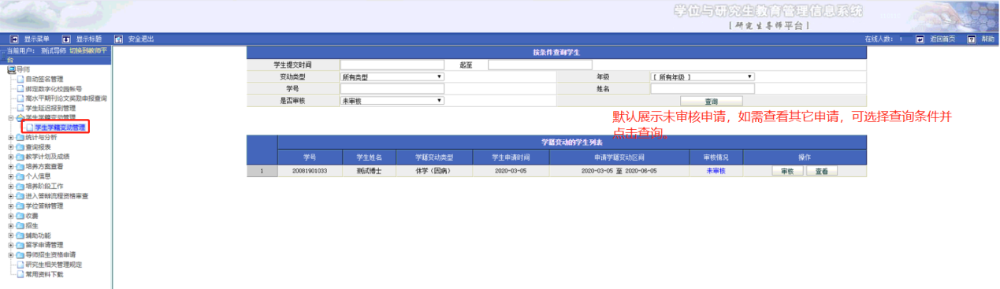 学位与研究生教育管理信息系统
|研究生导师平台|
显示菜单 显示标题 安全退出
在线人数: 1 返回首页 帮助
当前用户: 测试导师 切换到教师平台
导师
自动签名管理
绑定数字化校园帐号
高水平期刊论文奖励申报查询
学生延迟报到管理
学生学籍变动管理
学生学籍变动管理
统计与分析
查询报表
教学计划及成绩
培养方案查看
个人信息
培养阶段工作
进入答辩流程资格审查
学位答辩管理
收费
招生
辅助功能
留学申请管理
导师招生资格申请
研究生相关管理规定
常用资料下载
按条件查询学生
学生提交时间 起至
变动类型 所有类型 年级 [ 所有年级 ]
学号 姓名
是否审核 未审核 查询
默认展示未审核申请，如需查看其它申请，可选择查询条件并
点击查询。
学籍变动的学生列表
学号 学生姓名 学籍变动类型 学生申请时间 申请学籍变动区间 审核情况 操作
1 20081901033 测试博士 休学（因病） 2020-03-05 2020-03-05 至 2020-06-05 未审核 审核 查看